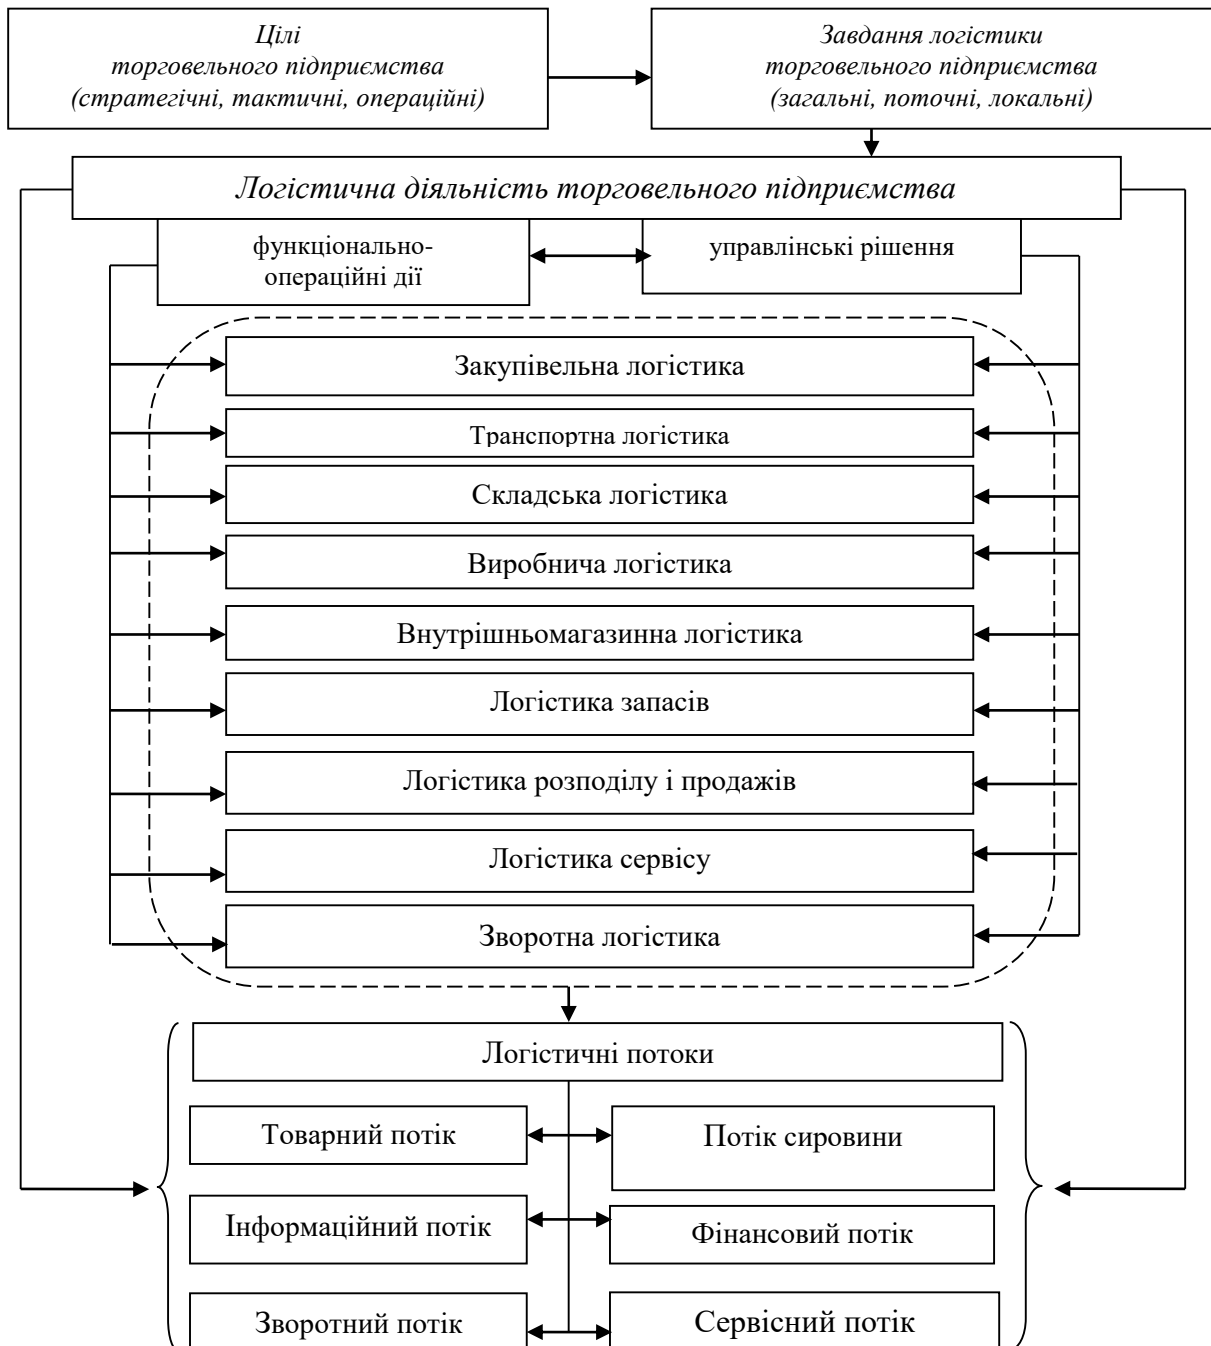 Цілі
торговельного підприємства
(стратегічні, тактичні, операційні)
Завдання логістики
торговельного підприємства
(загальні, поточні, локальні)
Логістична діяльність торговельного підприємства
функціонально-
операційні дії
управлінські рішення
Закупівельна логістика
Транспортна логістика
Складська логістика
Виробнича логістика
Внутрішньомагазинна логістика
Логістика запасів
Логістика розподілу і продажів
Логістика сервісу
Зворотна логістика
Логістичні потоки
Товарний потік
Потік сировини
Інформаційний потік
Фінансовий потік
Зворотний потік
Сервісний потік